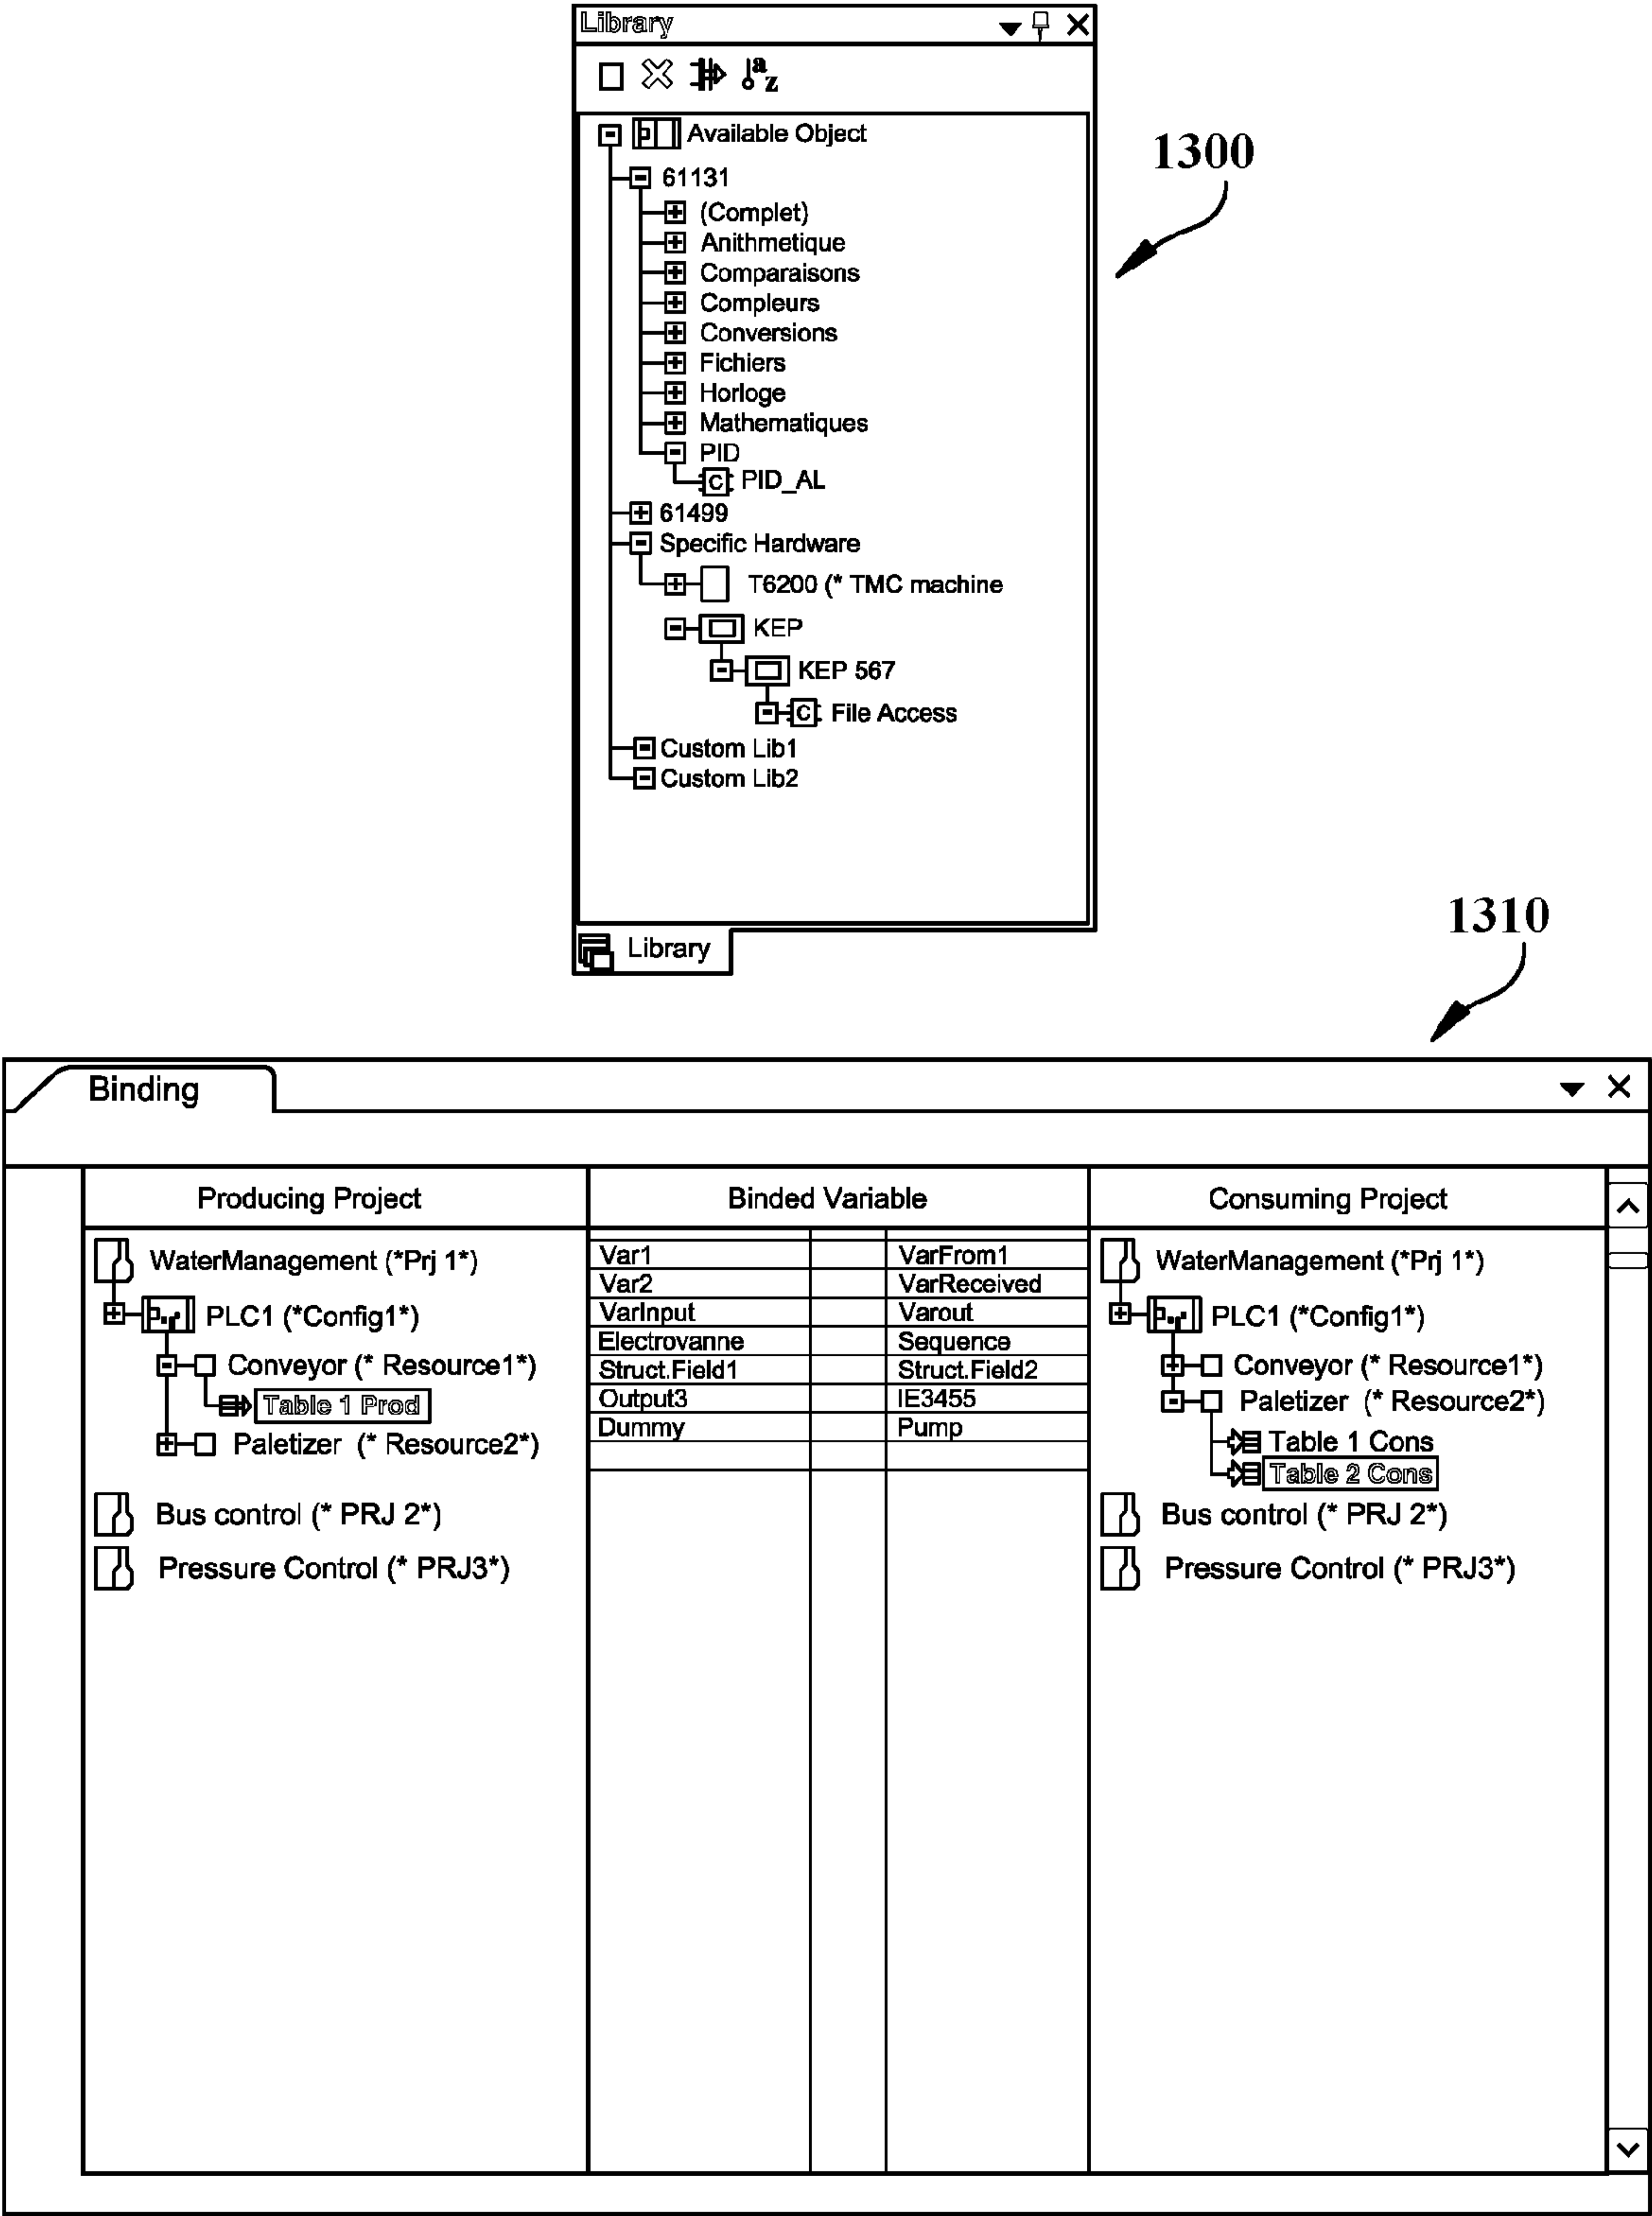 Library
a
z
Available Object
1300
61131
(Complet)
Anithmetique
Comparaisons
Compleurs
Conversions
Fichiers
Horloge
Mathematiques
PID
C PID_AL
61499
Specific Hardware
T6200 (* TMC machine
KEP
KEP 567
C File Access
Custom Lib1
Custom Lib2
Library
1310
Binding
Producing Project Binded Variable Consuming Project
WaterManagement (*Prj 1*)
PLC1 (*Config1*)
Conveyor (* Resource1*)
Table 1 Prod
Paletizer (* Resource2*)
Bus control (* PRJ 2*)
Pressure Control (* PRJ3*)
Var1 VarFrom1
Var2 VarReceived
VarInput Varout
Electrovanne Sequence
Struct.Field1 Struct.Field2
Output3 IE3455
Dummy Pump
WaterManagement (*Prj 1*)
PLC1 (*Config1*)
Conveyor (* Resource1*)
Paletizer (* Resource2*)
Table 1 Cons
Table 2 Cons
Bus control (* PRJ 2*)
Pressure Control (* PRJ3*)